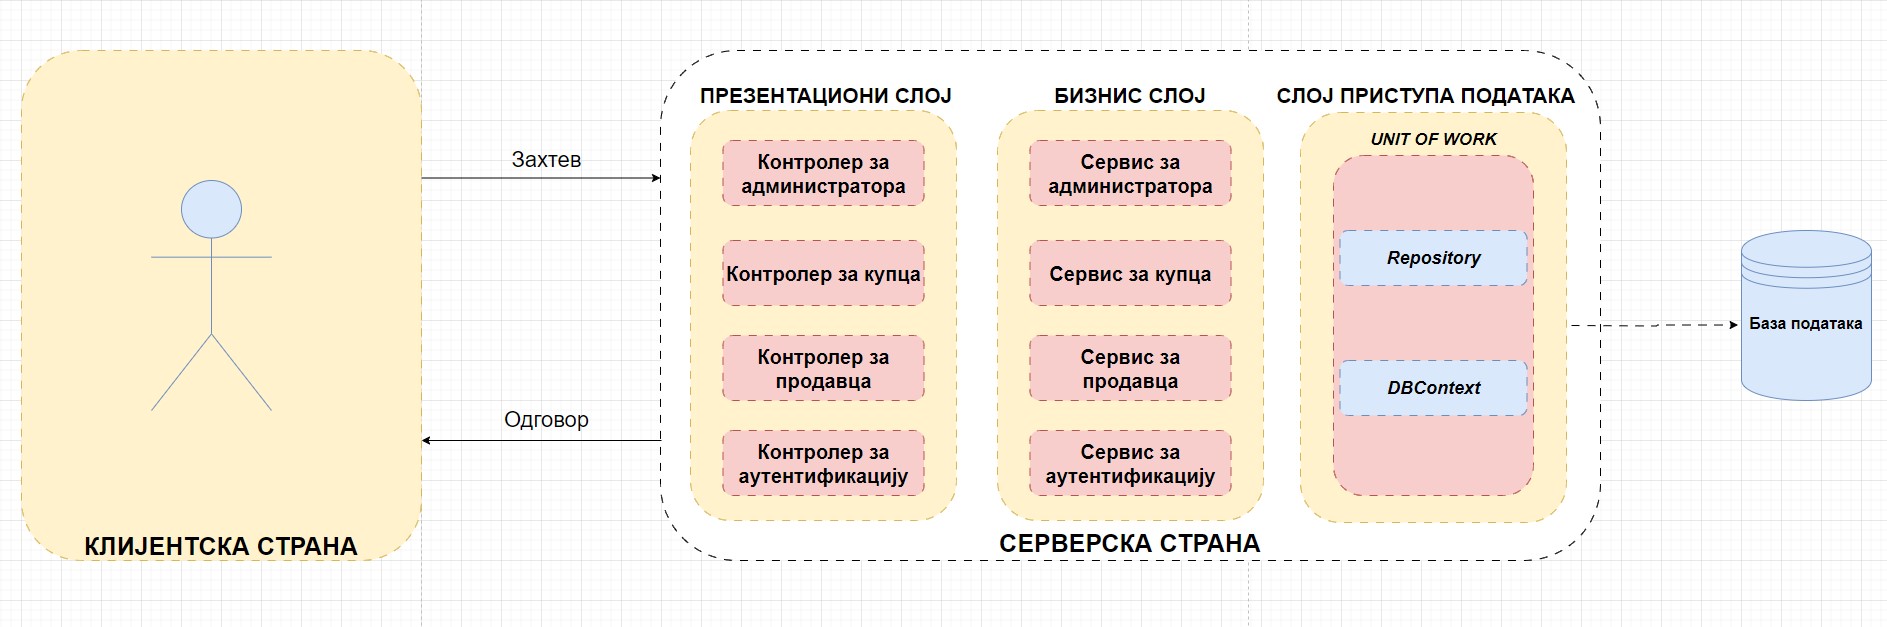 КЛИЈЕНТСКА СТРАНА
Захтев
Одговор
ПРЕЗЕНТАЦИОНИ СЛОЈ
Контролер за
администратора
Контролер за купца
Контролер за
продавца
Контролер за
аутентификацију
БИЗНИС СЛОЈ
Сервис за
администратора
Сервис за купца
Сервис за
продавца
Сервис за
аутентификацију
СЛОЈ ПРИСТУПА ПОДАТАКА
UNIT OF WORK
Repository
DBContext
СЕРВЕРСКА СТРАНА
База података